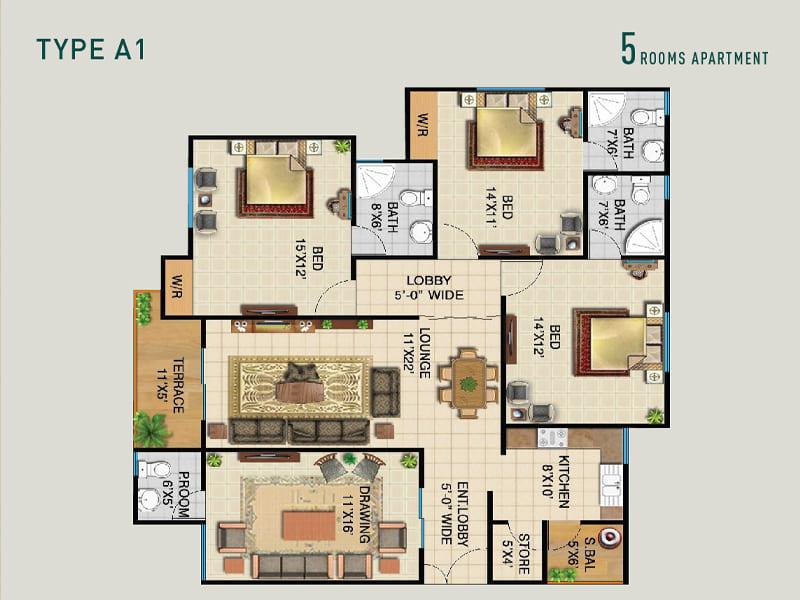 TYPE A1
5 ROOMS APARTMENT
W/R
BED
14'X11'
BATH
7'X6'
BATH
7'X6'
BED
15'X12'
BATH
8'X6'
W/R
LOBBY
5'-0" WIDE
BED
14'X12'
LOUNGE
11'X22'
TERRACE
11'X5'
KITCHEN
8'X10'
P.ROOM
6'X5'
DRAWING
11'X16'
ENT.LOBBY
5'-0" WIDE
STORE
5'X4'
S.BAL
5'X6'